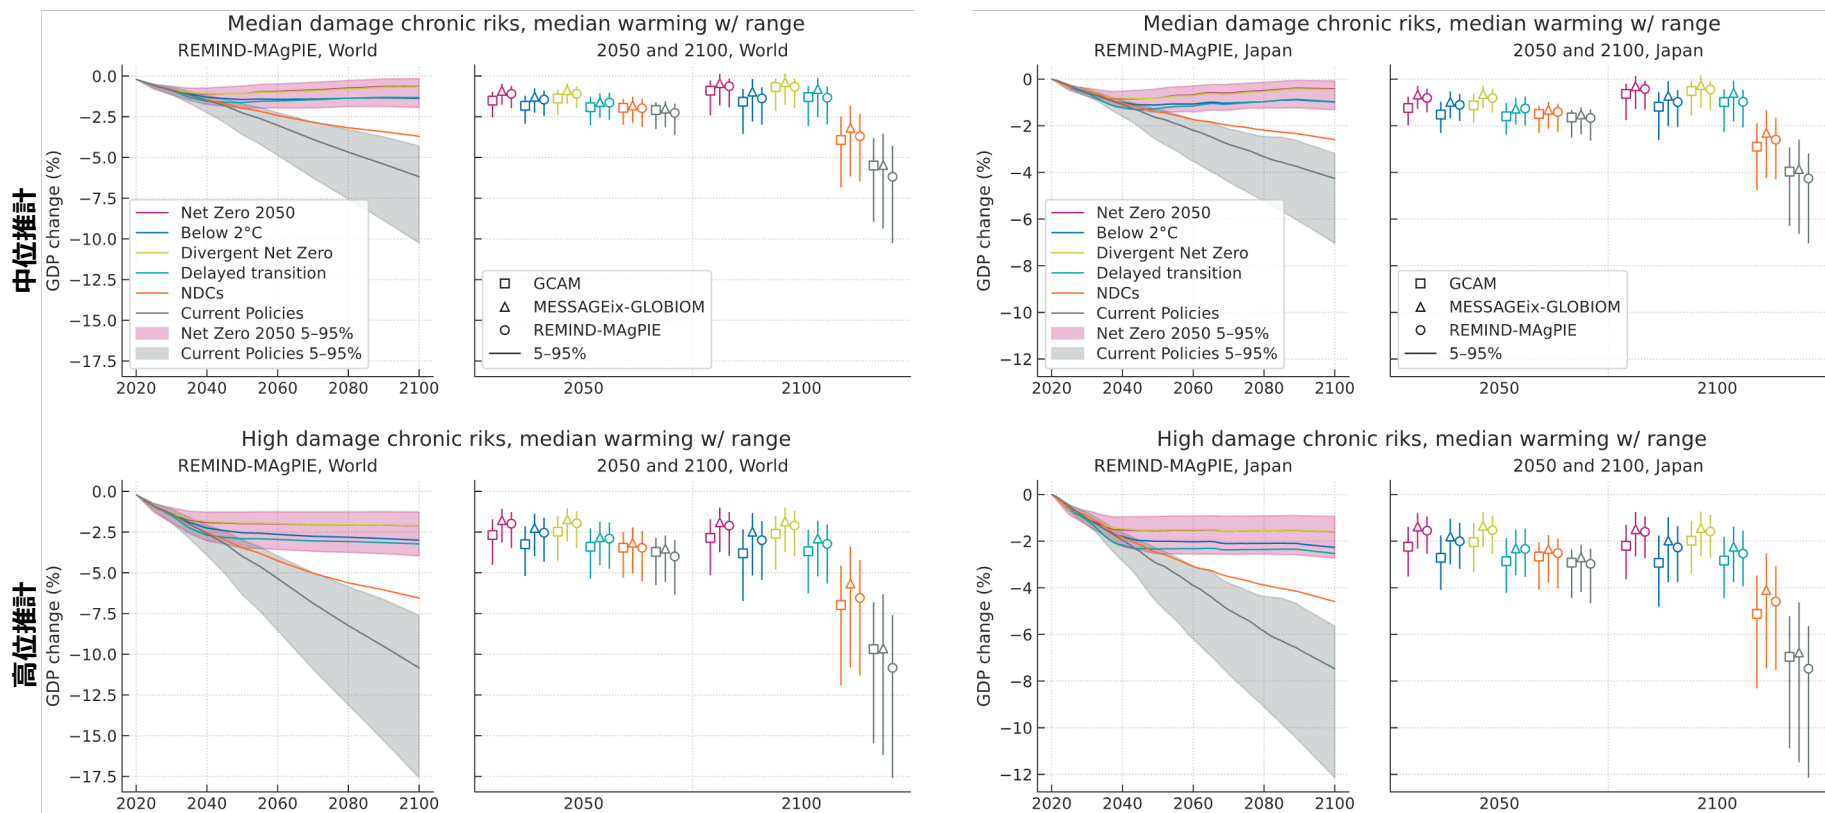 Median damage chronic riks, median warming w/ range
REMIND-MAgPIE, World
2050 and 2100, World
中位推計
GDP change (%)
0.0
−2.5
−5.0
−7.5
−10.0
−12.5
−15.0
−17.5
Net Zero 2050
Below 2°C
Divergent Net Zero
Delayed transition
NDCs
Current Policies
Net Zero 2050 5–95%
Current Policies 5–95%
2020 2040 2060 2080 2100
GCAM
MESSAGEix-GLOBIOM
REMIND-MAgPIE
5–95%
2050 2100
Median damage chronic riks, median warming w/ range
REMIND-MAgPIE, Japan
2050 and 2100, Japan
GDP change (%)
0
−2
−4
−6
−8
−10
−12
Net Zero 2050
Below 2°C
Divergent Net Zero
Delayed transition
NDCs
Current Policies
Net Zero 2050 5–95%
Current Policies 5–95%
2020 2040 2060 2080 2100
GCAM
MESSAGEix-GLOBIOM
REMIND-MAgPIE
5–95%
2050 2100
High damage chronic riks, median warming w/ range
REMIND-MAgPIE, World
2050 and 2100, World
高位推計
GDP change (%)
0.0
−2.5
−5.0
−7.5
−10.0
−12.5
−15.0
−17.5
2020 2040 2060 2080 2100
2050 2100
High damage chronic riks, median warming w/ range
REMIND-MAgPIE, Japan
2050 and 2100, Japan
GDP change (%)
0
−2
−4
−6
−8
−10
−12
2020 2040 2060 2080 2100
2050 2100